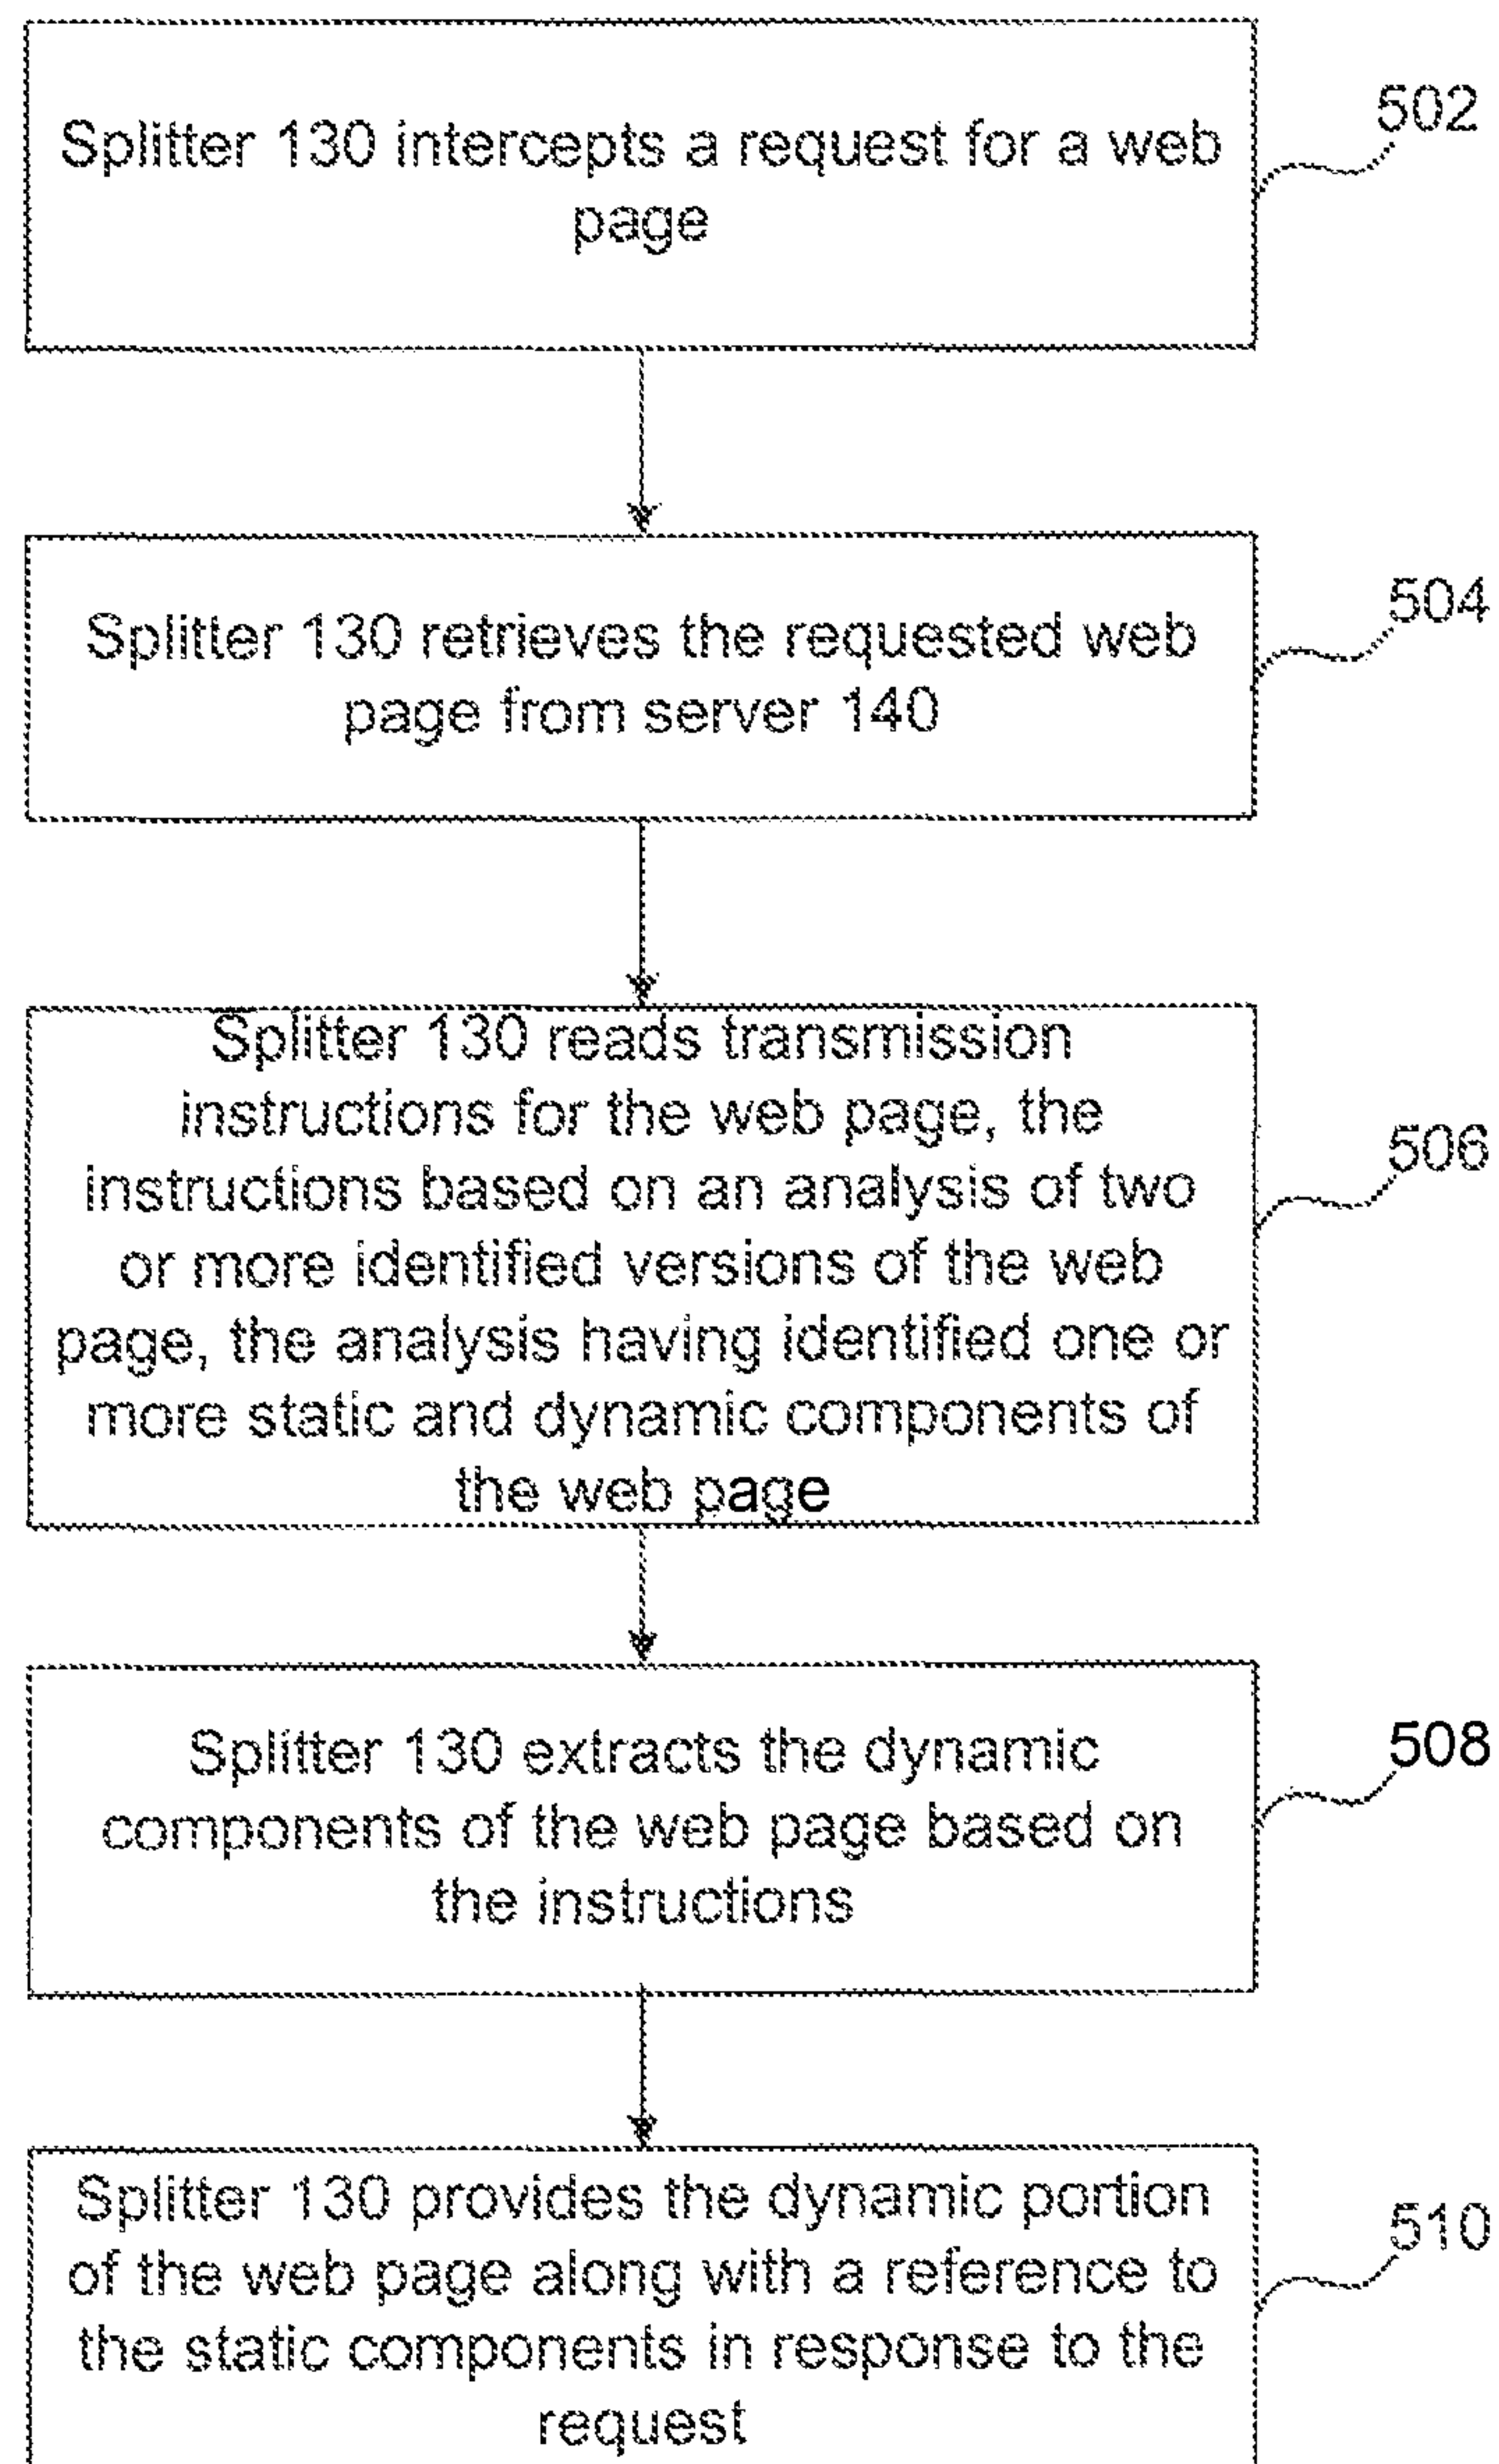 Splitter 130 intercepts a request for a web
page
502
Splitter 130 retrieves the requested web
page from server 140
504
Splitter 130 reads transmission
instructions for the web page, the
instructions based on an analysis of two
or more identified versions of the web
page, the analysis having identified one or
more static and dynamic components of
the web page
506
Splitter 130 extracts the dynamic
components of the web page based on
the instructions
508
Splitter 130 provides the dynamic portion
of the web page along with a reference to
the static components in response to the
request
510